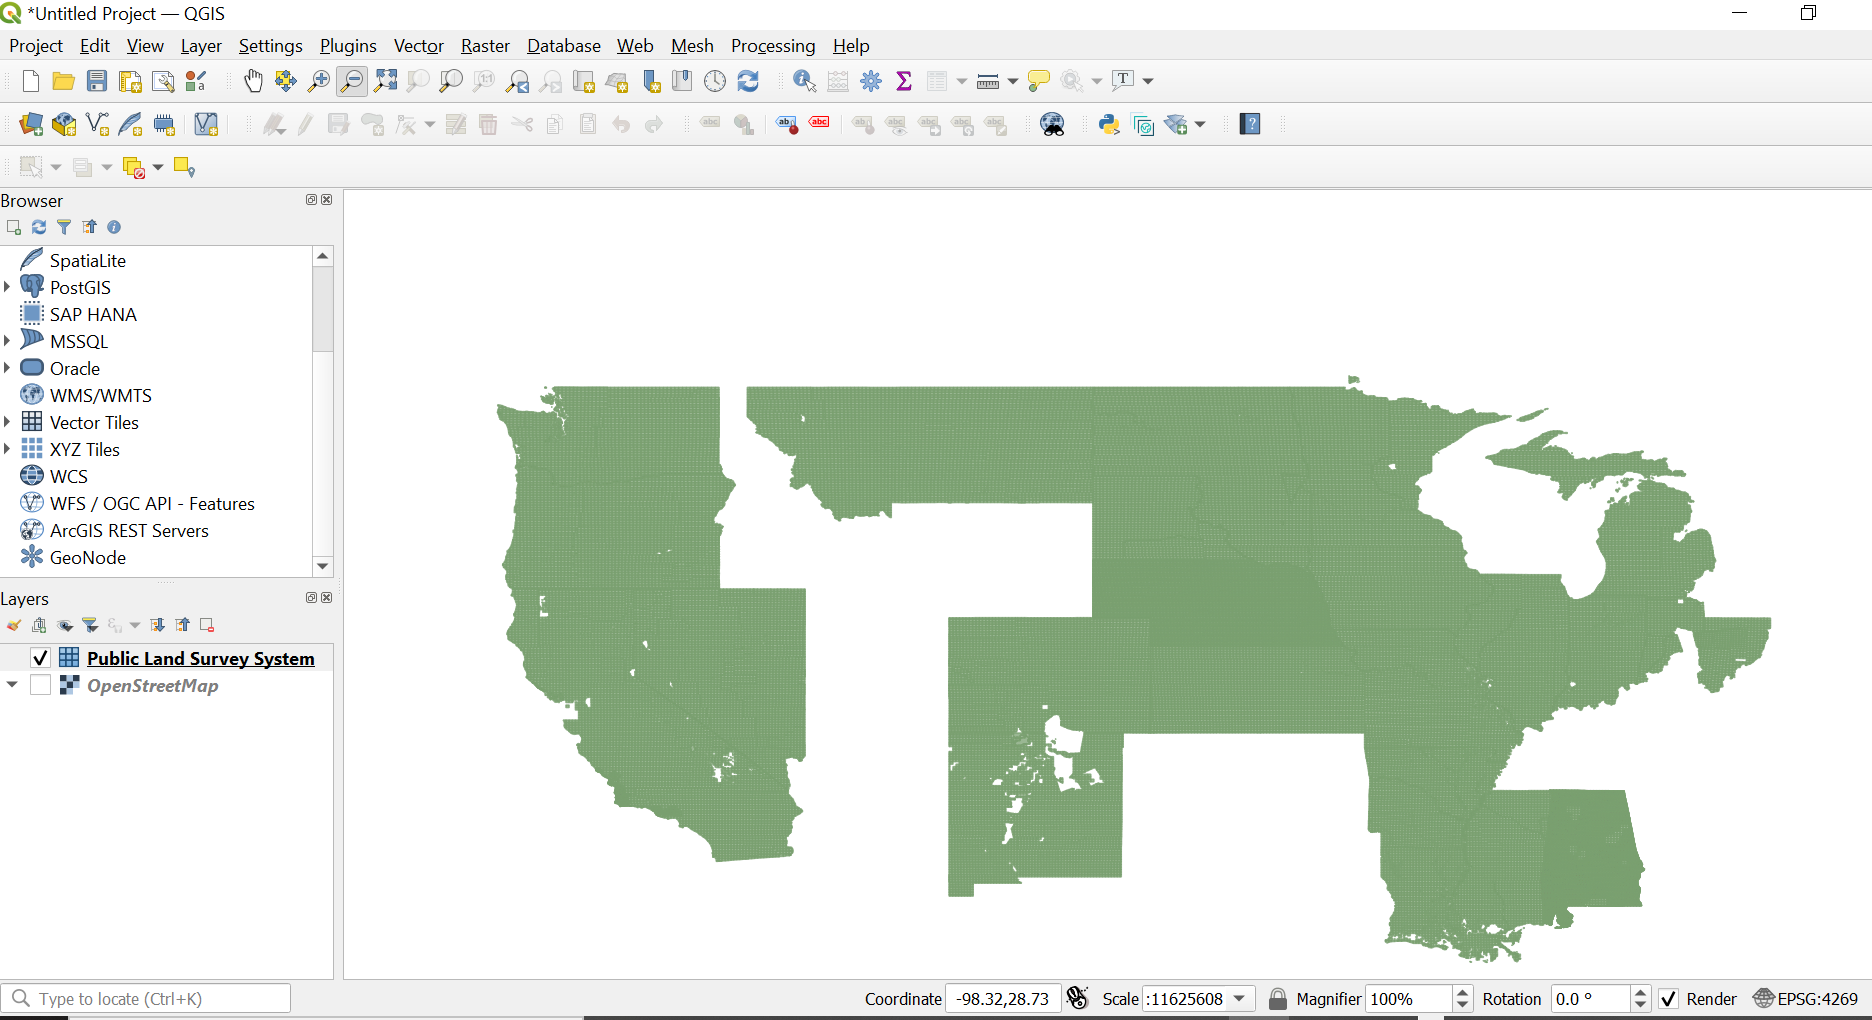 *Untitled Project — QGIS
Project Edit View Layer Settings Plugins Vector Raster Database Web Mesh Processing Help
Browser
SpatiaLite
PostGIS
SAP HANA
MSSQL
Oracle
WMS/WMTS
Vector Tiles
XYZ Tiles
WCS
WFS / OGC API - Features
ArcGIS REST Servers
GeoNode
Layers
Public Land Survey System
OpenStreetMap
Type to locate (Ctrl+K) Coordinate -98.32,28.73 Scale :11625608 Magnifier 100% Rotation 0.0 ° Render EPSG:4269